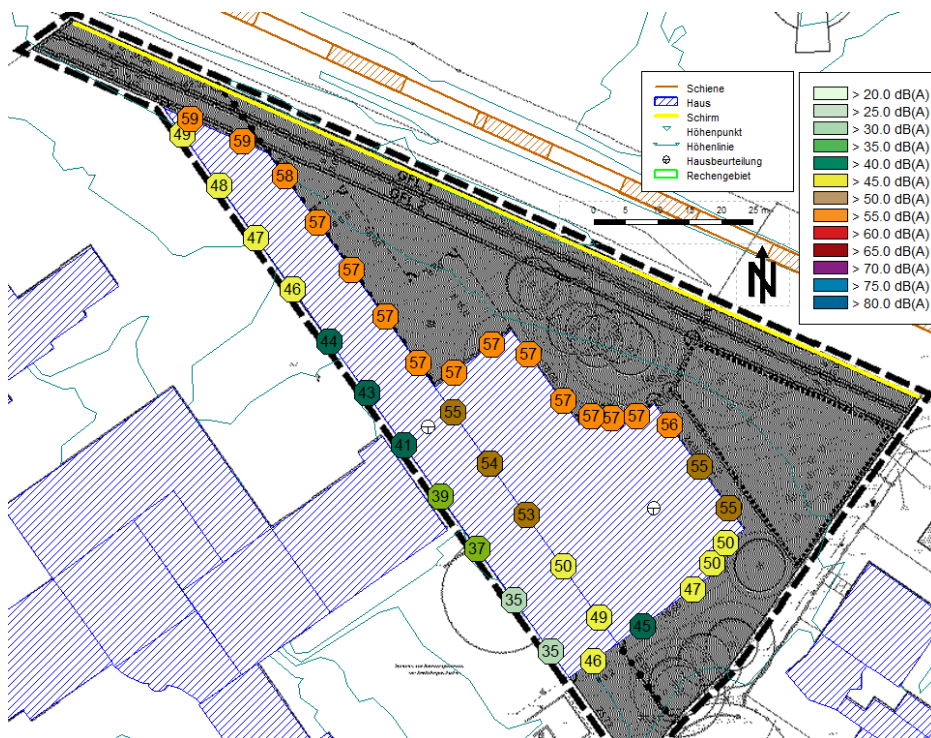 Schiene
Haus
Schirm
Höhenpunkt
Höhenlinie
Hausbeurteilung
Rechengebiet
> 20.0 dB(A)
> 25.0 dB(A)
> 30.0 dB(A)
> 35.0 dB(A)
> 40.0 dB(A)
> 45.0 dB(A)
> 50.0 dB(A)
> 55.0 dB(A)
> 60.0 dB(A)
> 65.0 dB(A)
> 70.0 dB(A)
> 75.0 dB(A)
> 80.0 dB(A)
0 5 10 15 20 25 m
N
59
49
59
58
48
57
47
57
46
57
44
57
57
57
57
43
57
55
57
57
57
56
41
54
55
39
53
55
37
50
50
50
35
49
47
45
35
46